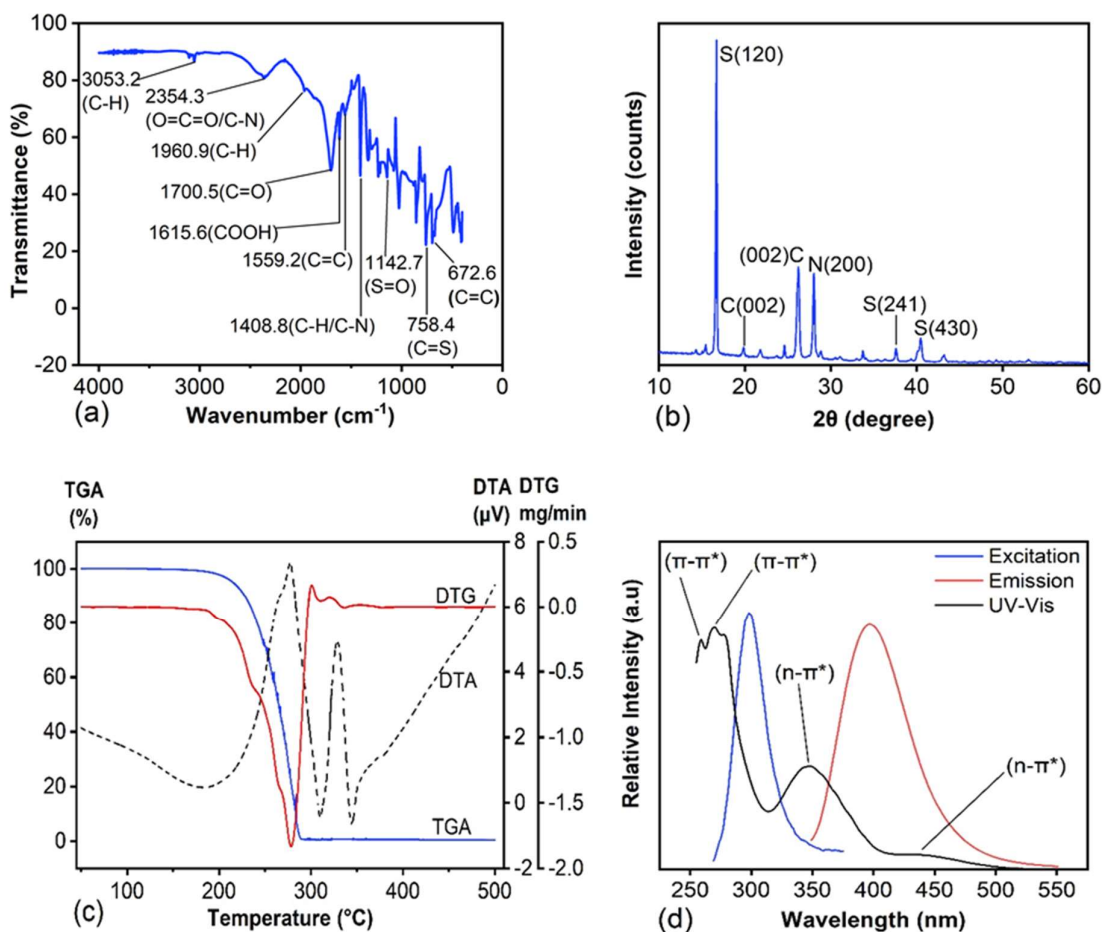 100
80
60
40
20
0
-20
Transmittance (%)
3053.2
(C-H)
2354.3
(O=C=O/C-N)
1960.9(C-H)
1700.5(C=O)
1615.6(COOH)
1559.2(C=C)
1408.8(C-H/C-N)
1142.7
(S=O)
758.4
(C=S)
672.6
(C=C)
4000 3000 2000 1000 0
Wavenumber (cm⁻¹)
(a)
Intensity (counts)
S(120)
C(002)
(002)C
N(200)
S(241)
S(430)
10 20 30 40 50 60
2θ (degree)
(b)
TGA
(%)
DTA
(µV)
DTG
mg/min
100
80
60
40
20
0
8
6
4
2
0
-2
0.5
0.0
-0.5
-1.0
-1.5
-2.0
DTG
DTA
TGA
100 200 300 400 500
Temperature (°C)
(c)
Relative Intensity (a.u)
(π-π*)
(π-π*)
(n-π*)
(n-π*)
Excitation
Emission
UV-Vis
250 300 350 400 450 500 550
Wavelength (nm)
(d)